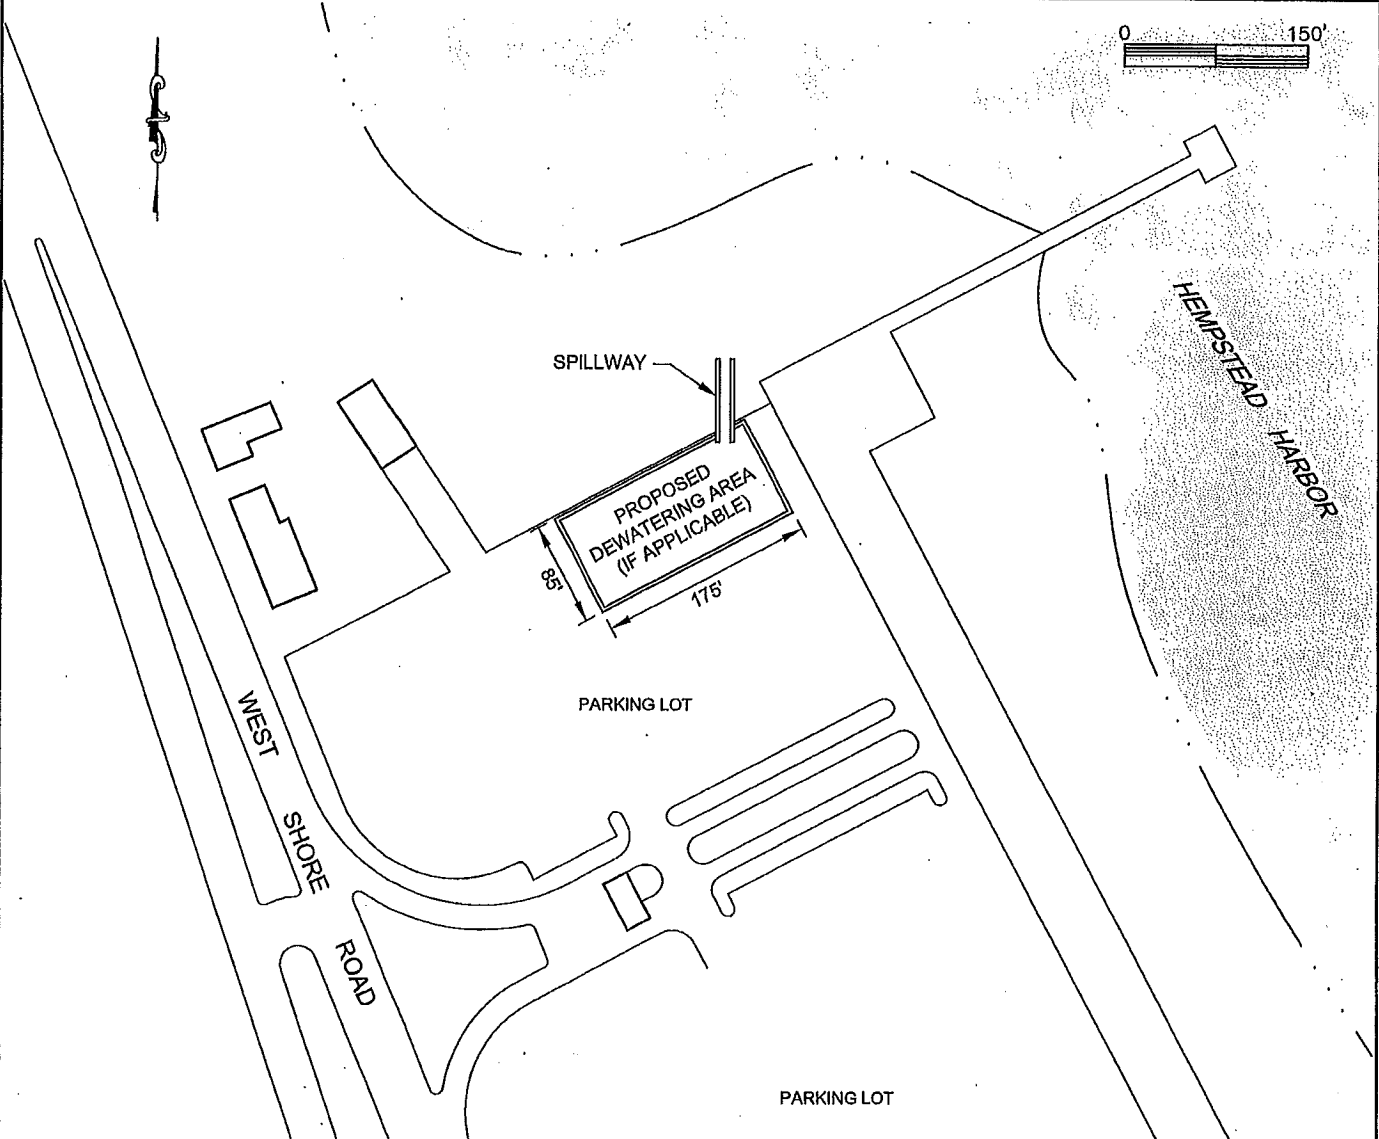 0 150'
SPILLWAY
HEMPSTEAD HARBOR
PROPOSED
DEWATERING AREA
(IF APPLICABLE)
85'
175'
PARKING LOT
WEST SHORE ROAD
PARKING LOT